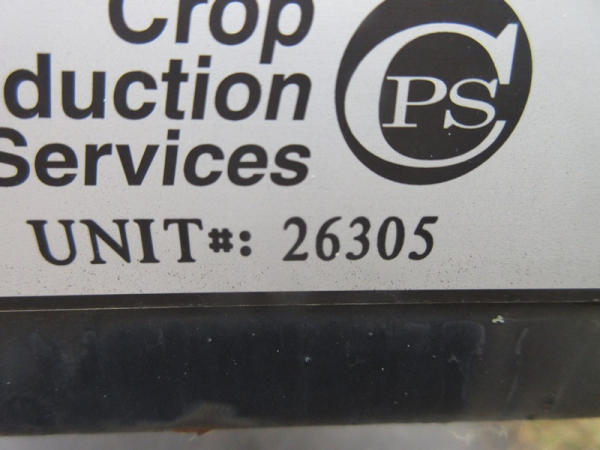 Crop
duction
Services
CPS
UNIT#: 26305